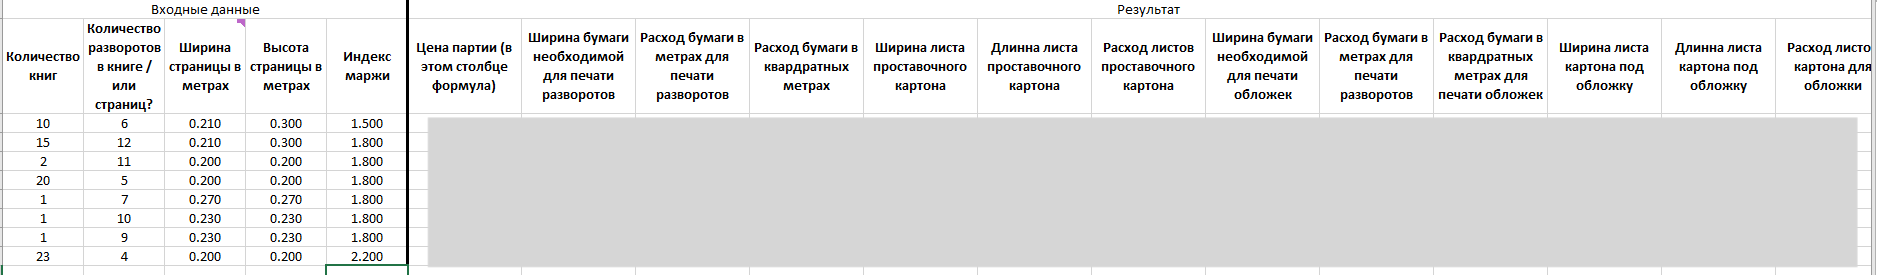 Входные данные
Результат
Количество книг
Количество разворотов в книге / или страниц?
Ширина страницы в метрах
Высота страницы в метрах
Индекс маржи
Цена партии (в этом столбце формула)
Ширина бумаги необходимой для печати разворотов
Расход бумаги в метрах для печати разворотов
Расход бумаги в квардратных метрах
Ширина листа проставочного картона
Длинна листа проставочного картона
Расход листов проставочного картона
Ширина бумаги необходимой для печати обложек
Расход бумаги в метрах для печати разворотов
Расход бумаги в квардратных метрах для печати обложек
Ширина листа картона под обложку
Длинна листа картона под обложку
Расход листо картона для обложки
10 6 0.210 0.300 1.500
15 12 0.210 0.300 1.800
2 11 0.200 0.200 1.800
20 5 0.200 0.200 1.800
1 7 0.270 0.270 1.800
1 10 0.230 0.230 1.800
1 9 0.230 0.230 1.800
23 4 0.200 0.200 2.200